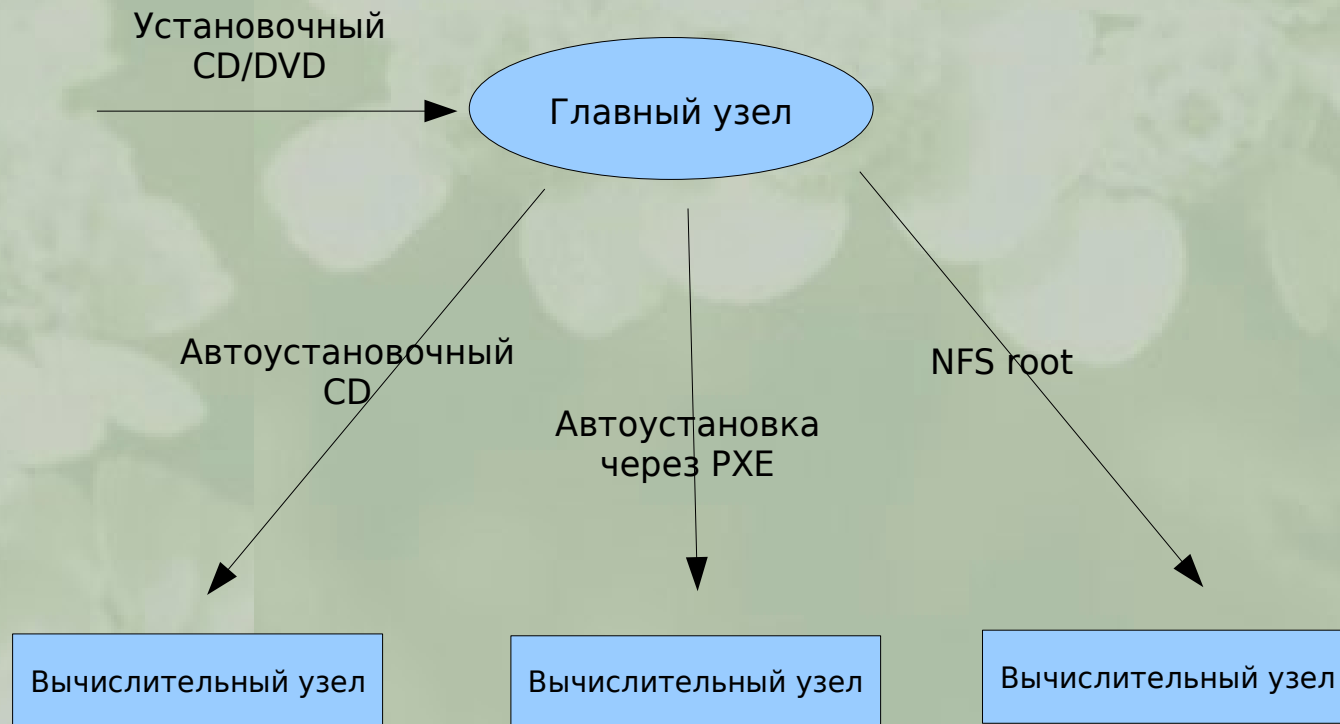 Установочный
CD/DVD
Главный узел
Автоустановочный
CD
NFS root
Автоустановка
через PXE
Вычислительный узел
Вычислительный узел
Вычислительный узел